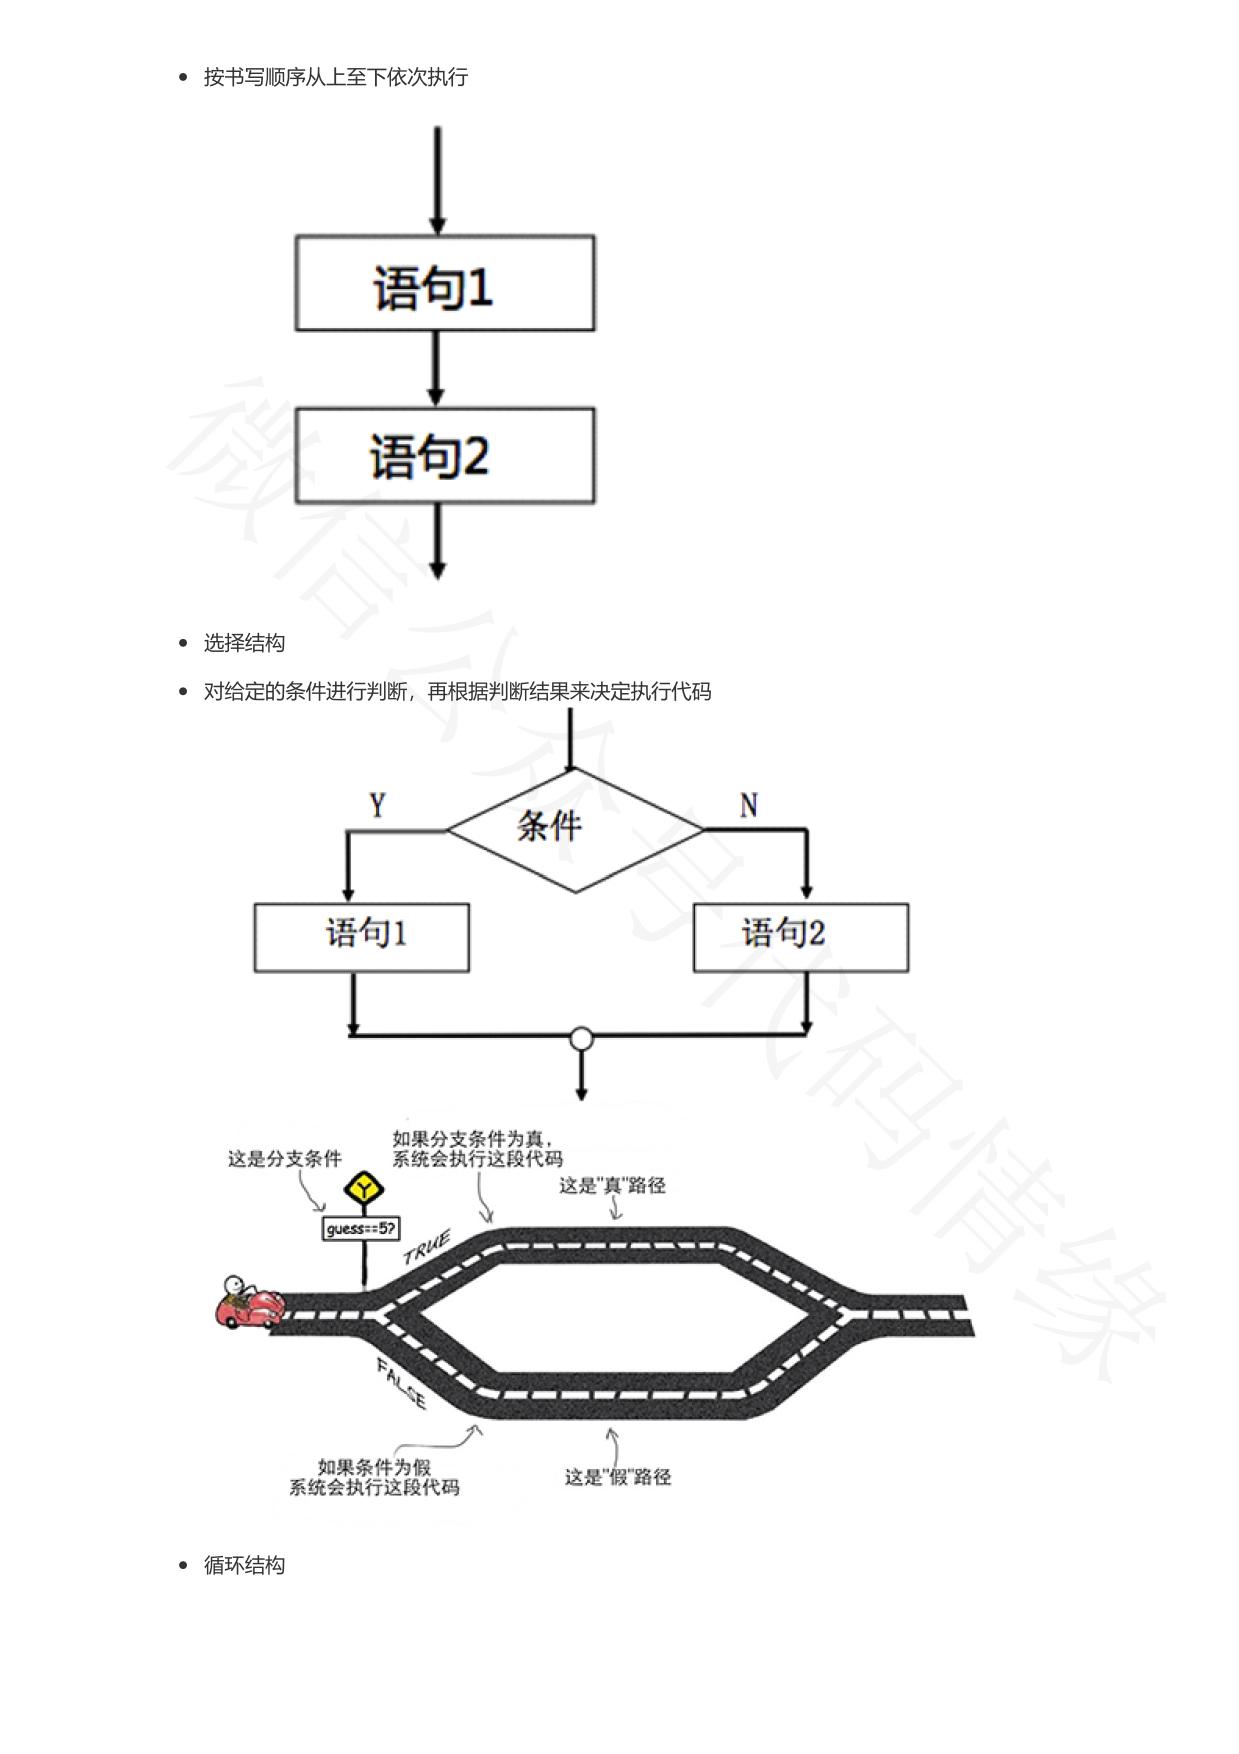 按书写顺序从上至下依次执行
语句1
语句2
选择结构
对给定的条件进行判断，再根据判断结果来决定执行代码
Y
N
条件
语句1
语句2
如果分支条件为真，
系统会执行这段代码
这是分支条件
这是"真"路径
Y
guess==5?
TRUE
FALSE
如果条件为假
系统会执行这段代码
这是"假"路径
循环结构
微信公众号代码情缘